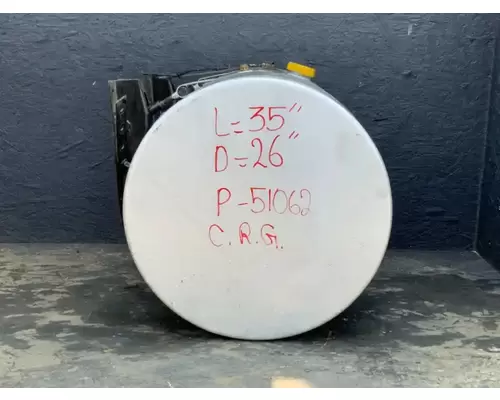 L=35"
D=26"
P-51062
C.R.G.